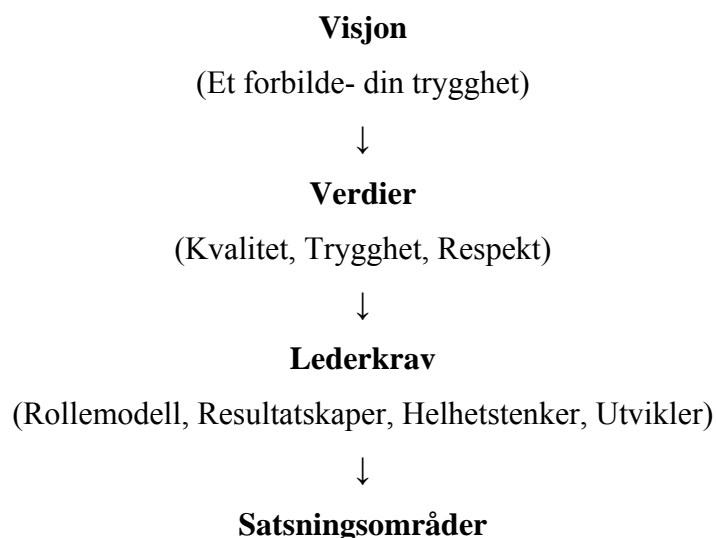 Visjon
(Et forbilde- din trygghet)
↓
Verdier
(Kvalitet, Trygghet, Respekt)
↓
Lederkrav
(Rollemodell, Resultatskaper, Helhetstenker, Utvikler)
↓
Satsningsområder